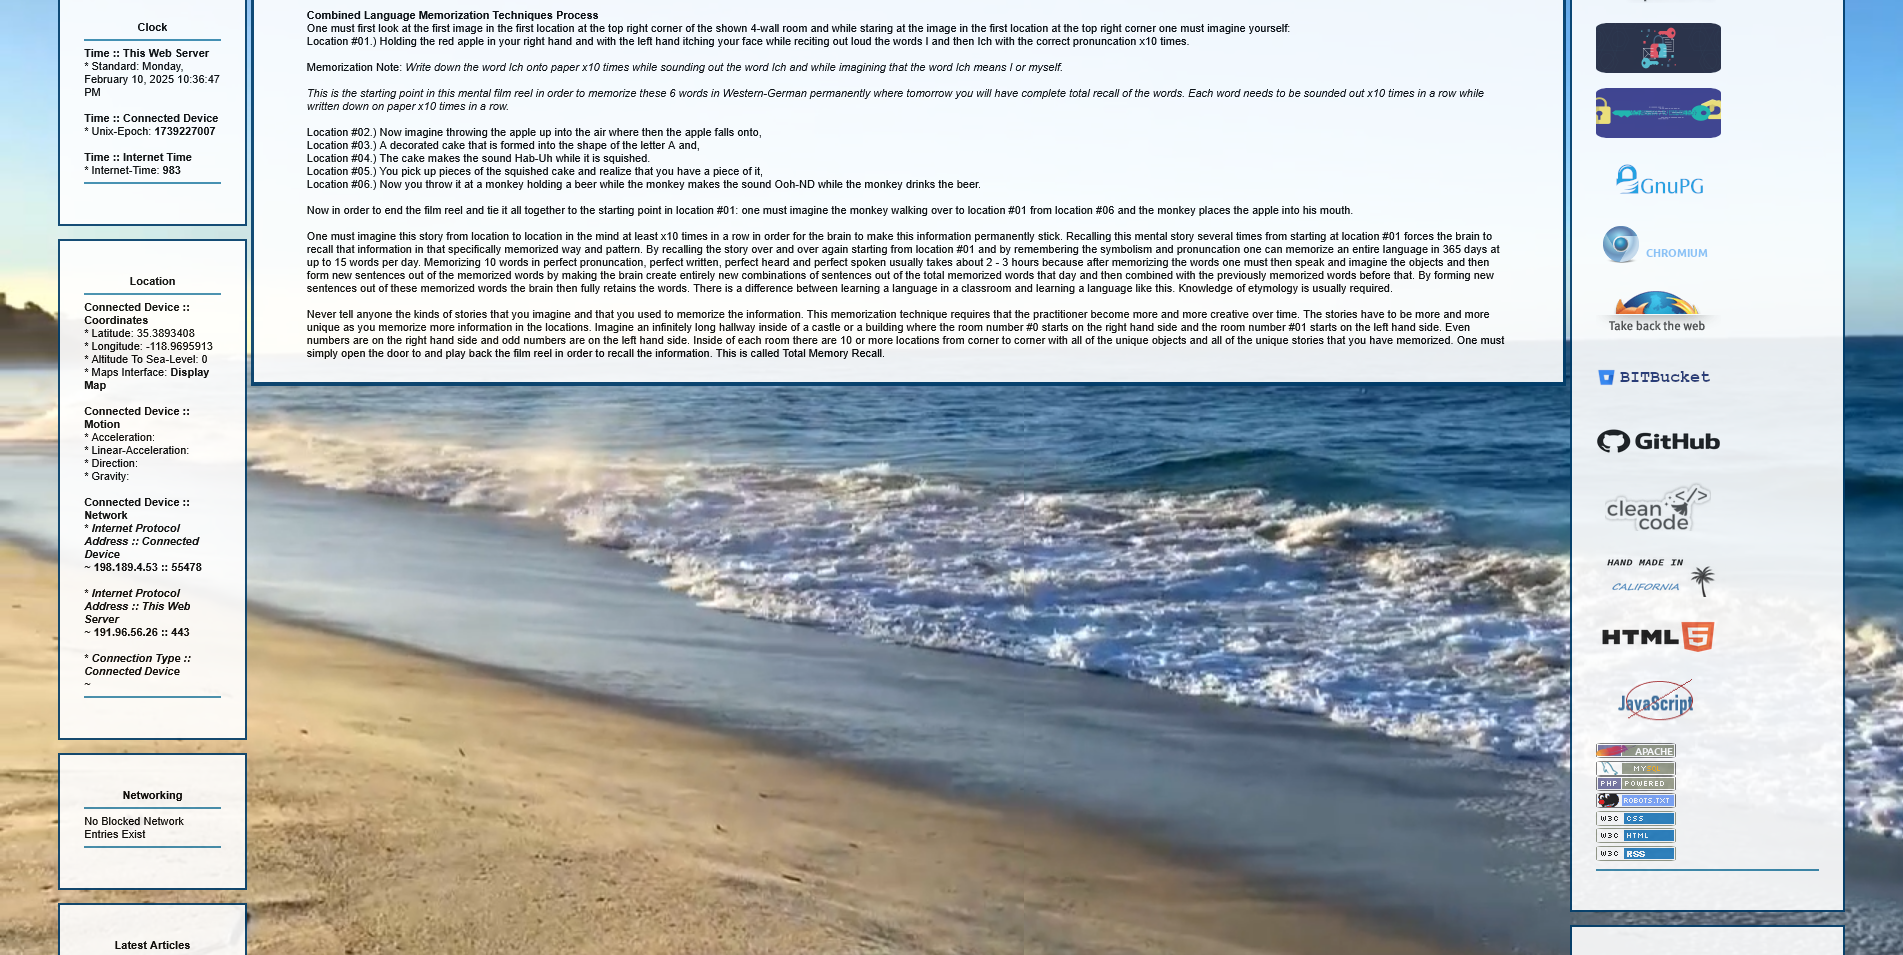 Clock
Time :: This Web Server
* Standard: Monday,
February 10, 2025 10:36:47
PM
Time :: Connected Device
* Unix-Epoch: 1739227007
Time :: Internet Time
* Internet-Time: 983
Location
Connected Device ::
Coordinates
* Latitude: 35.3893408
* Longitude: -118.9695913
* Altitude To Sea-Level: 0
* Maps Interface: Display
Map
Connected Device ::
Motion
* Acceleration:
* Linear-Acceleration:
* Direction:
* Gravity:
Connected Device ::
Network
* Internet Protocol
Address :: Connected
Device
~ 198.189.4.53 :: 55478
* Internet Protocol
Address :: This Web
Server
~ 191.96.56.26 :: 443
* Connection Type ::
Connected Device
~
Networking
No Blocked Network
Entries Exist
Latest Articles
Combined Language Memorization Techniques Process
One must first look at the first image in the first location at the top right corner of the shown 4-wall room and while staring at the image in the first location at the top right corner one must imagine yourself:
Location #01.) Holding the red apple in your right hand and with the left hand itching your face while reciting out loud the words I and then Ich with the correct pronuncation x10 times.
Memorization Note: Write down the word Ich onto paper x10 times while sounding out the word Ich and while imagining that the word Ich means I or myself.
This is the starting point in this mental film reel in order to memorize these 6 words in Western-German permanently where tomorrow you will have complete total recall of the words. Each word needs to be sounded out x10 times in a row while
written down on paper x10 times in a row.
Location #02.) Now imagine throwing the apple up into the air where then the apple falls onto,
Location #03.) A decorated cake that is formed into the shape of the letter A and,
Location #04.) The cake makes the sound Hab-Uh while it is squished.
Location #05.) You pick up pieces of the squished cake and realize that you have a piece of it,
Location #06.) Now you throw it at a monkey holding a beer while the monkey makes the sound Ooh-ND while the monkey drinks the beer.
Now in order to end the film reel and tie it all together to the starting point in location #01: one must imagine the monkey walking over to location #01 from location #06 and the monkey places the apple into his mouth.
One must imagine this story from location to location in the mind at least x10 times in a row in order for the brain to make this information permanently stick. Recalling this mental story several times from starting at location #01 forces the brain to
recall that information in that specifically memorized way and pattern. By recalling the story over and over again starting from location #01 and by remembering the symbolism and pronuncation one can memorize an entire language in 365 days at
up to 15 words per day. Memorizing 10 words in perfect pronuncation, perfect written, perfect heard and perfect spoken usually takes about 2 - 3 hours because after memorizing the words one must then speak and imagine the objects and then
form new sentences out of the memorized words by making the brain create entirely new combinations of sentences out of the total memorized words that day and then combined with the previously memorized words before that. By forming new
sentences out of these memorized words the brain then fully retains the words. There is a difference between learning a language in a classroom and learning a language like this. Knowledge of etymology is usually required.
Never tell anyone the kinds of stories that you imagine and that you used to memorize the information. This memorization technique requires that the practitioner become more and more creative over time. The stories have to be more and more
unique as you memorize more information in the locations. Imagine an infinitely long hallway inside of a castle or a building where the room number #0 starts on the right hand side and the room number #01 starts on the left hand side. Even
numbers are on the right hand side and odd numbers are on the left hand side. Inside of each room there are 10 or more locations from corner to corner with all of the unique objects and all of the unique stories that you have memorized. One must
simply open the door to and play back the film reel in order to recall the information. This is called Total Memory Recall.
GnuPG
CHROMIUM
Take back the web
BITBucket
GitHub
</>
clean
code
HAND MADE IN
CALIFORNIA
HTML 5
JavaScript
APACHE
PHP POWERED
ROBOTS.TXT
W3C CSS
W3C HTML
W3C RSS